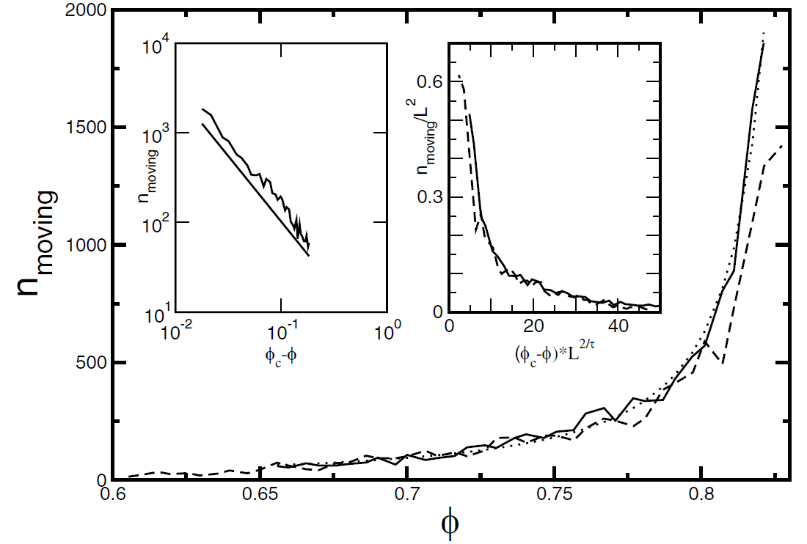 2000
1500
1000
500
0
n_moving
0.6 0.65 0.7 0.75 0.8
ϕ
10^4
10^3
10^2
10^1
n_moving
10^-2 10^-1 10^0
ϕ_c-ϕ
0.6
0.3
0
n_moving/L^2
0 20 40
(ϕ_c-ϕ)*L^2/τ